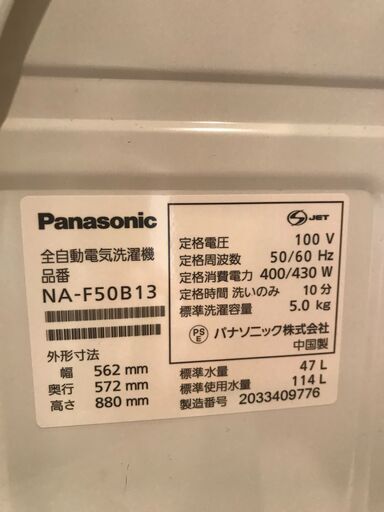 Panasonic
全自動電気洗濯機
品番
NA-F50B13
外形寸法
幅 562 mm
奥行 572 mm
高さ 880 mm
S JET
定格電圧 100 V
定格周波数 50/60 Hz
定格消費電力 400/430 W
定格時間 洗いのみ 10 分
標準洗濯容量 5.0 kg
PS E パナソニック株式会社
中国製
標準水量 47 L
標準使用水量 114 L
製造番号 2033409776